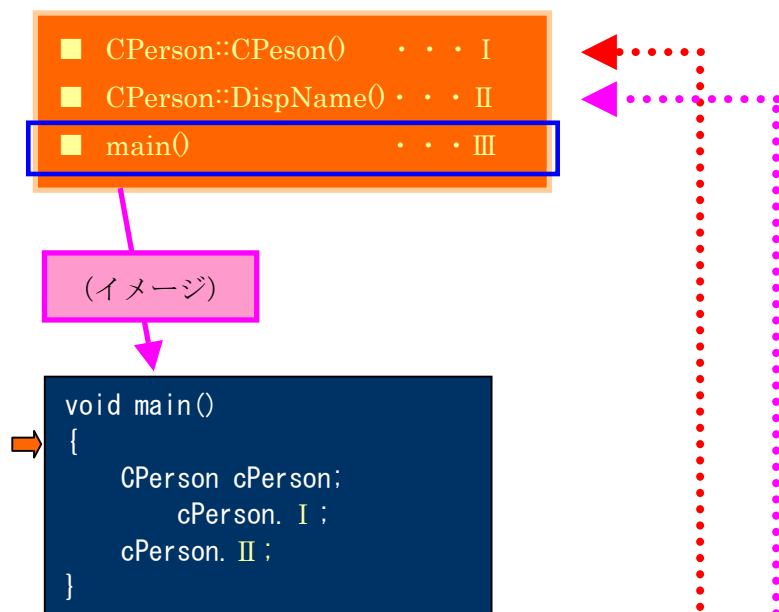 ■ CPerson::CPeson() ・・・Ⅰ
■ CPerson::DispName()・・・Ⅱ
■ main() ・・・Ⅲ
(イメージ)
void main()
{
CPerson cPerson;
cPerson.Ⅰ;
cPerson.Ⅱ;
}